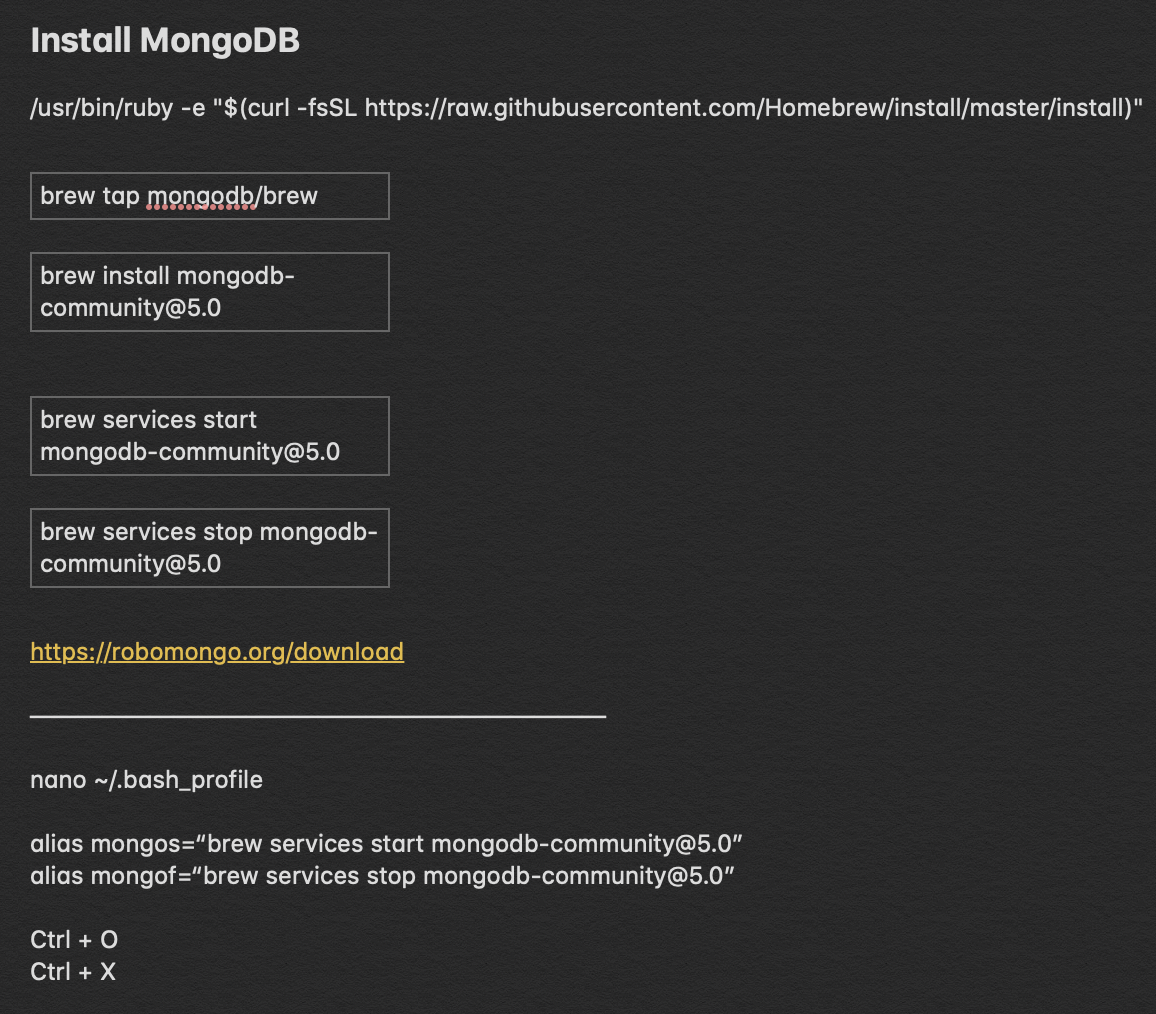 Install MongoDB
/usr/bin/ruby -e "$(curl -fsSL https://raw.githubusercontent.com/Homebrew/install/master/install)"
brew tap mongodb/brew
brew install mongodb-
community@5.0
brew services start
mongodb-community@5.0
brew services stop mongodb-
community@5.0
https://robomongo.org/download
nano ~/.bash_profile
alias mongos=“brew services start mongodb-community@5.0”
alias mongof=“brew services stop mongodb-community@5.0”
Ctrl + O
Ctrl + X